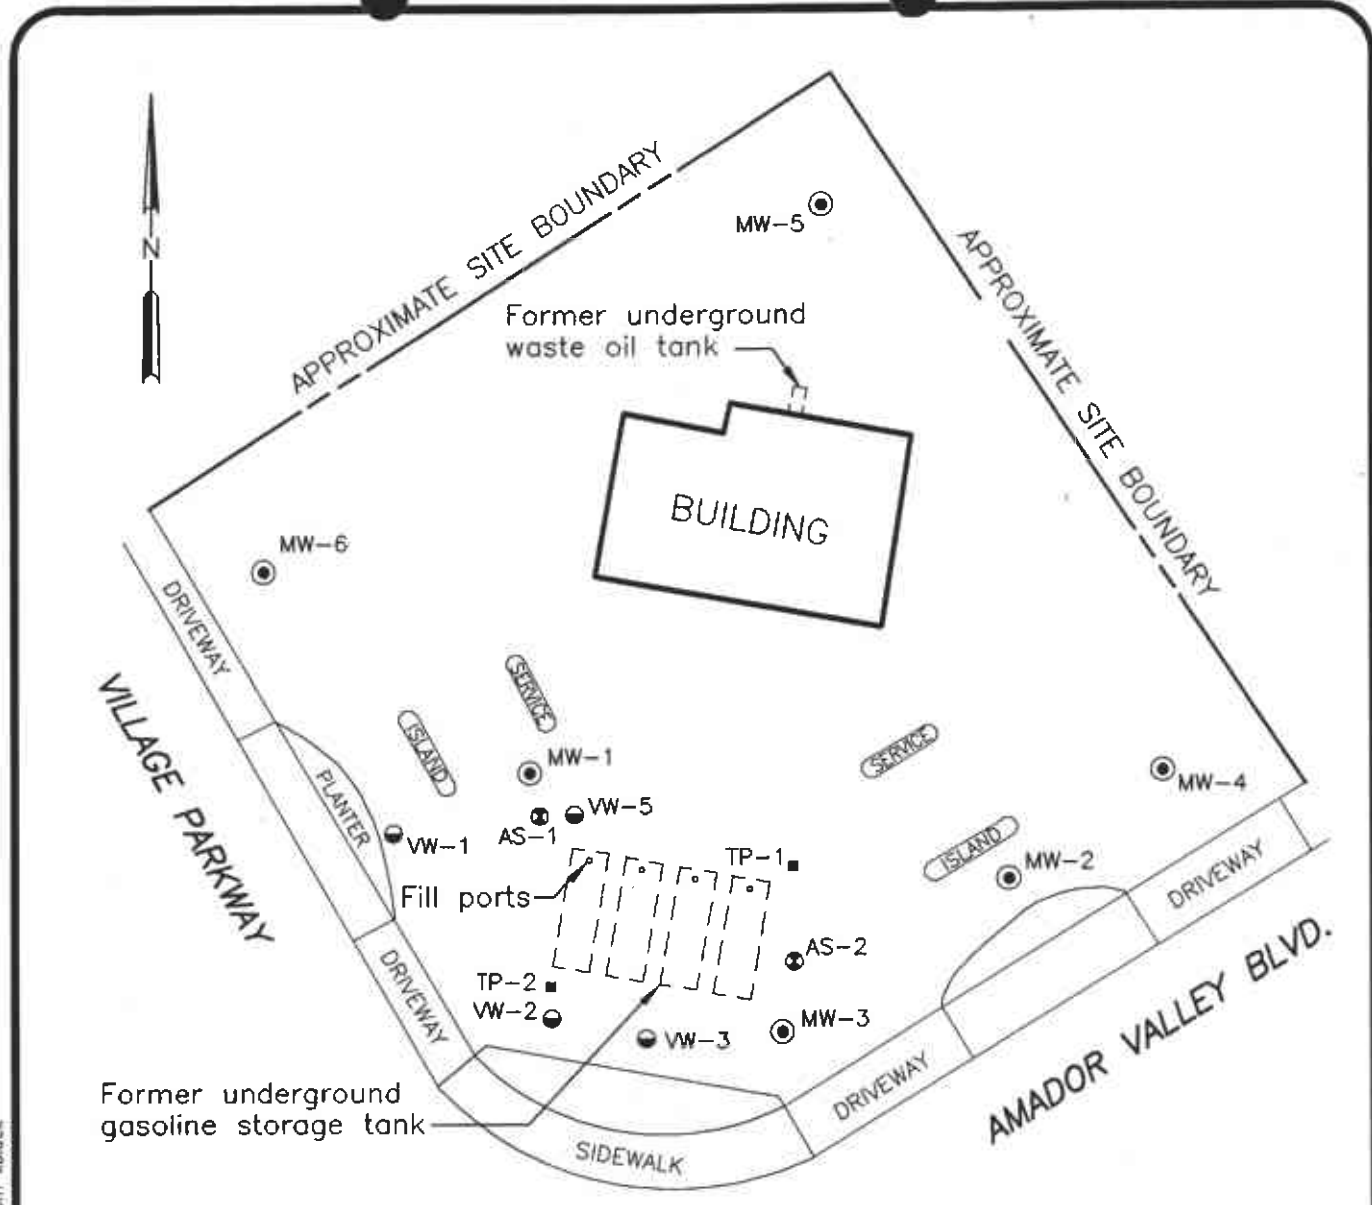 N
APPROXIMATE SITE BOUNDARY
MW-5
APPROXIMATE SITE BOUNDARY
Former underground
waste oil tank
BUILDING
MW-6
DRIVEWAY
VILLAGE PARKWAY
SERVICE
ISLAND
MW-1
SERVICE
MW-4
PLANTER
VW-1
AS-1
VW-5
ISLAND
MW-2
TP-1
Fill ports
DRIVEWAY
AS-2
DRIVEWAY
TP-2
VW-2
VW-3
MW-3
AMADOR VALLEY BLVD.
DRIVEWAY
Former underground
gasoline storage tank
SIDEWALK